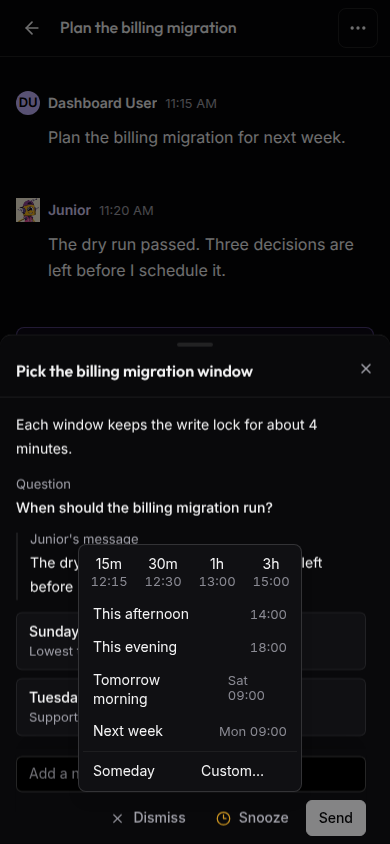 Plan the billing migration
DU Dashboard User 11:15 AM
Plan the billing migration for next week.
Junior 11:20 AM
The dry run passed. Three decisions are
left before I schedule it.
Pick the billing migration window
Each window keeps the write lock for about 4
minutes.
Question
When should the billing migration run?
Junior's message
The dry left
before
15m 30m 1h 3h
12:15 12:30 13:00 15:00
This afternoon 14:00
Sunday
This evening 18:00
Lowest
Tomorrow morning Sat 09:00
Tuesda
Support
Next week Mon 09:00
Someday Custom...
Add a n
Dismiss Snooze Send